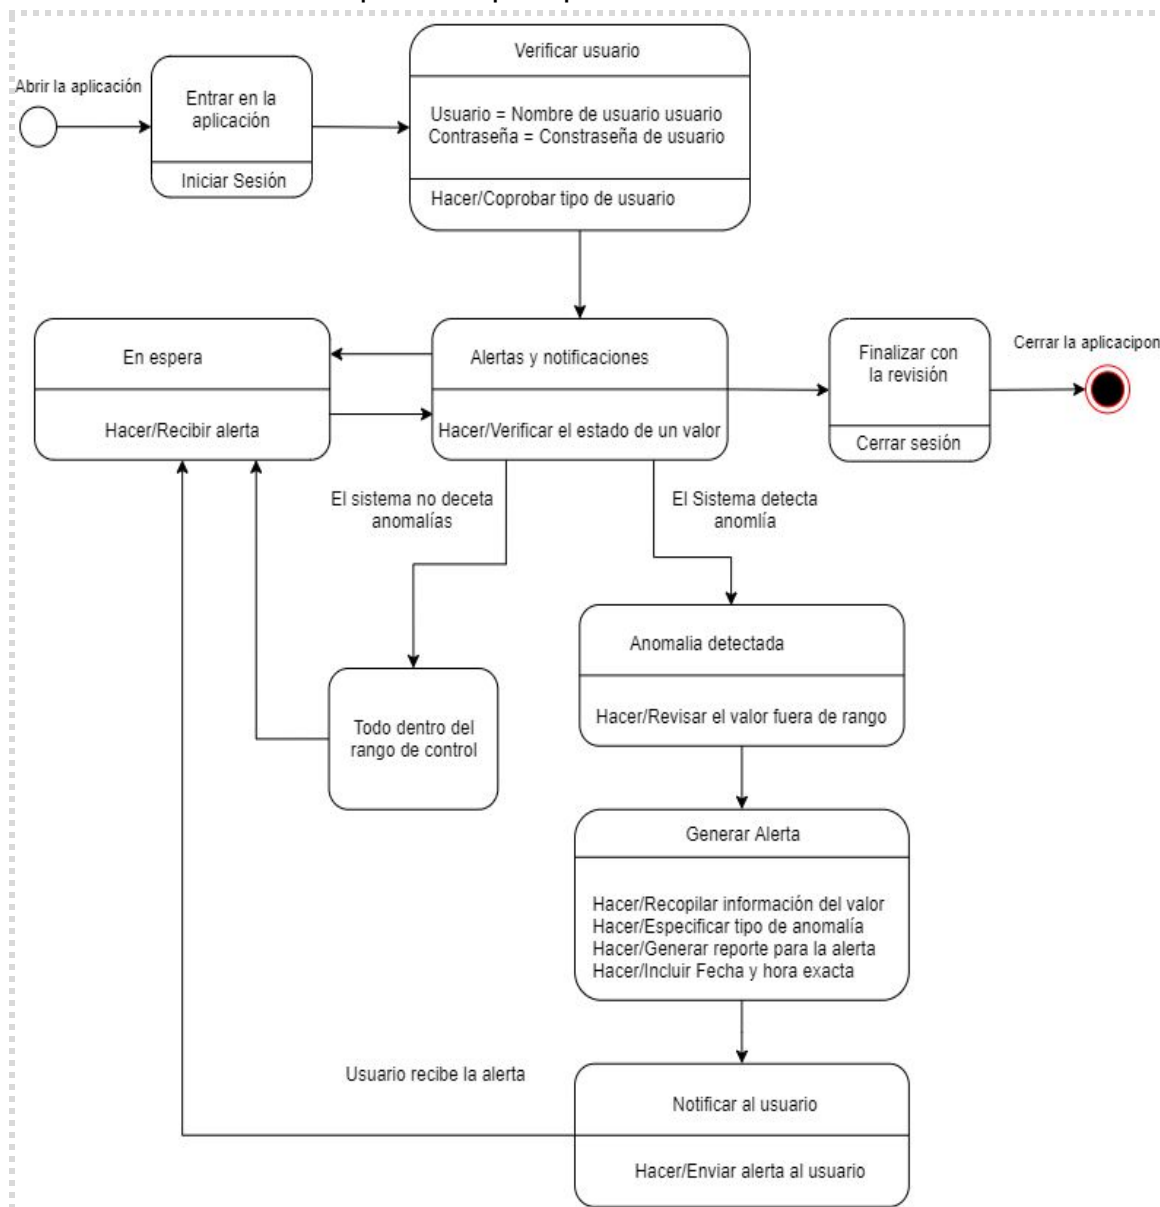 Abrir la aplicación
Entrar en la
aplicación
Iniciar Sesión
Verificar usuario
Usuario = Nombre de usuario usuario
Contraseña = Constraseña de usuario
Hacer/Coprobar tipo de usuario
En espera
Hacer/Recibir alerta
Alertas y notificaciones
Hacer/Verificar el estado de un valor
Finalizar con
la revisión
Cerrar sesión
Cerrar la aplicacipon
El sistema no deceta
anomalías
El Sistema detecta
anomlía
Todo dentro del
rango de control
Anomalia detectada
Hacer/Revisar el valor fuera de rango
Generar Alerta
Hacer/Recopilar información del valor
Hacer/Especificar tipo de anomalía
Hacer/Generar reporte para la alerta
Hacer/Incluir Fecha y hora exacta
Usuario recibe la alerta
Notificar al usuario
Hacer/Enviar alerta al usuario